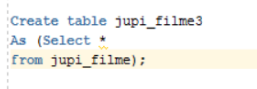 Create table jupi_filme3
As (Select *
from jupi_filme);